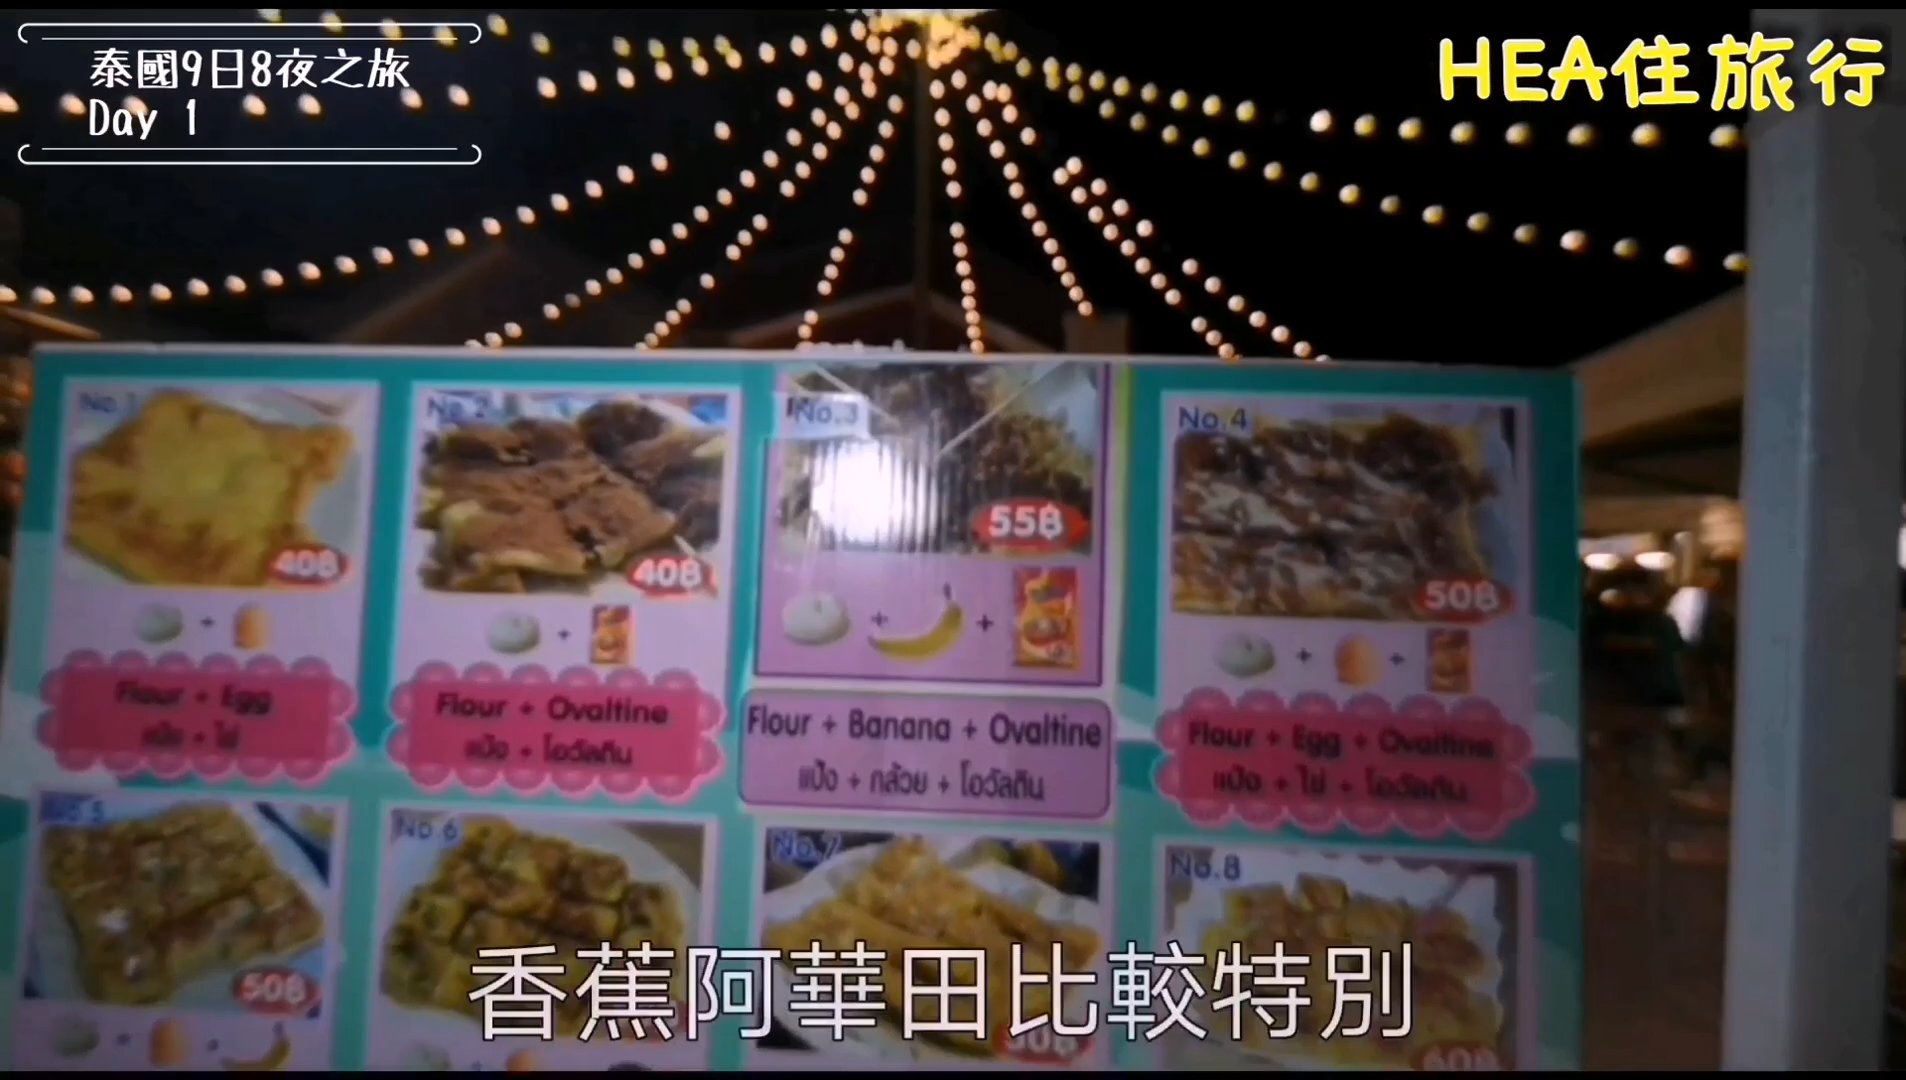 泰國9日8夜之旅
Day 1
HEA住旅行
No.1
No.2
No.3
No.4
40฿
40฿
55฿
50฿
Flour + Egg
แป้ง + ไข่
Flour + Ovaltine
แป้ง + โอวัลติน
Flour + Banana + Ovaltine
แป้ง + กล้วย + โอวัลติน
Flour + Egg + Ovaltine
แป้ง + ไข่ + โอวัลติน
No.5
No.6
No.7
No.8
50฿
60฿
香蕉阿華田比較特別